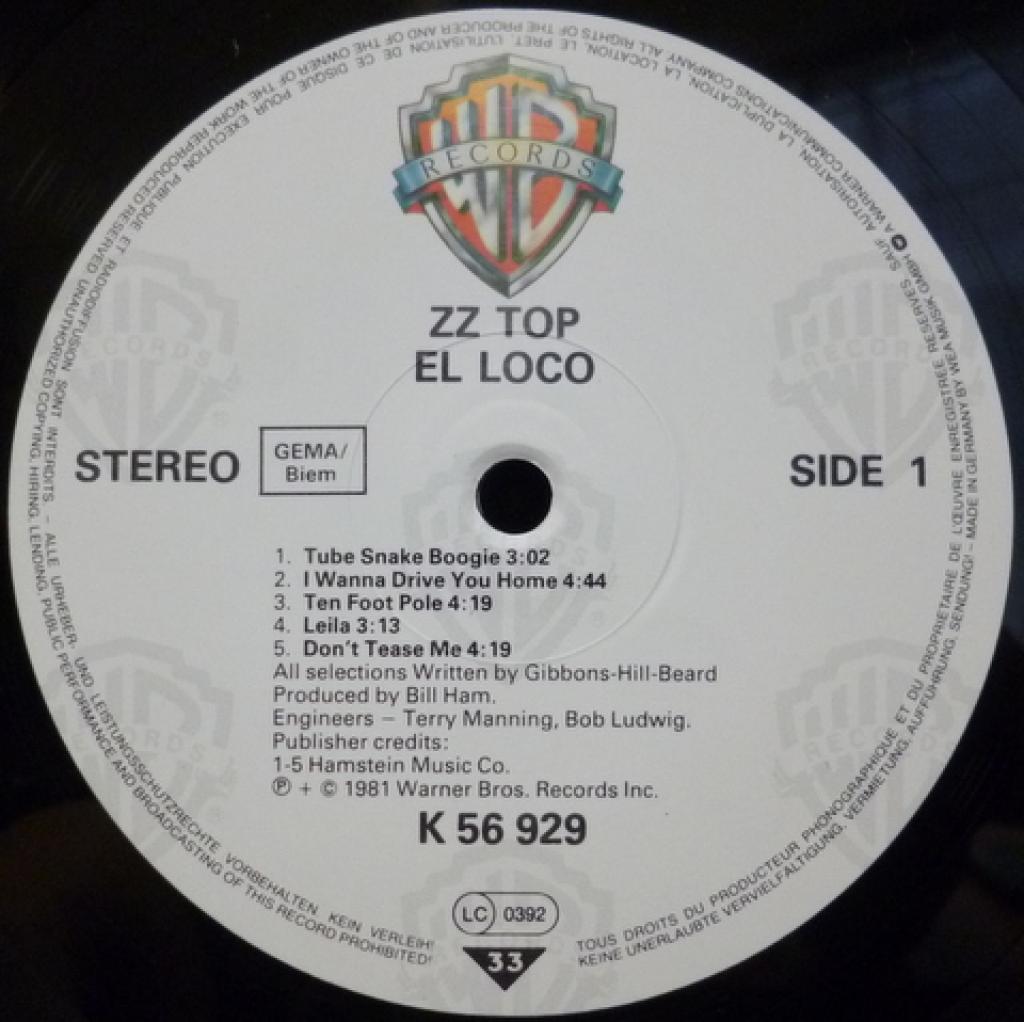 WB
RECORDS
ZZ TOP
EL LOCO
STEREO
GEMA/
Biem
SIDE 1
1. Tube Snake Boogie 3:02
2. I Wanna Drive You Home 4:44
3. Ten Foot Pole 4:19
4. Leila 3:13
5. Don't Tease Me 4:19
All selections Written by Gibbons-Hill-Beard
Produced by Bill Ham.
Engineers – Terry Manning, Bob Ludwig.
Publisher credits:
1-5 Hamstein Music Co.
℗ + © 1981 Warner Bros. Records Inc.
K 56 929
LC 0392
33
TOUS DROITS DU PRODUCTEUR PHONOGRAPHIQUE ET DU PROPRIETAIRE DE L'ŒUVRE ENREGISTRÉE RESERVES SAUF AUTORISATION, LA DUPLICATION, LA LOCATION, LE PRET, L'UTILISATION DE CE DISQUE POUR EXECUTION PUBLIQUE ET RADIODIFFUSION SONT INTERDITS. – ALLE URHEBER- UND LEISTUNGSSCHUTZRECHTE VORBEHALTEN. KEIN VERLEIH!
KEINE UNERLAUBTE VERVIELFALTIGUNG, VERMIETUNG, AUFFÜHRUNG, SENDUNG! – MADE IN GERMANY BY WEA MUSIK GMBH A WARNER COMMUNICATIONS COMPANY ALL RIGHTS OF THE PRODUCER AND OF THE OWNER OF THE WORK REPRODUCED RESERVED UNAUTHORIZED COPYING, HIRING, LENDING, PUBLIC PERFORMANCE AND BROADCASTING OF THIS RECORD PROHIBITED!